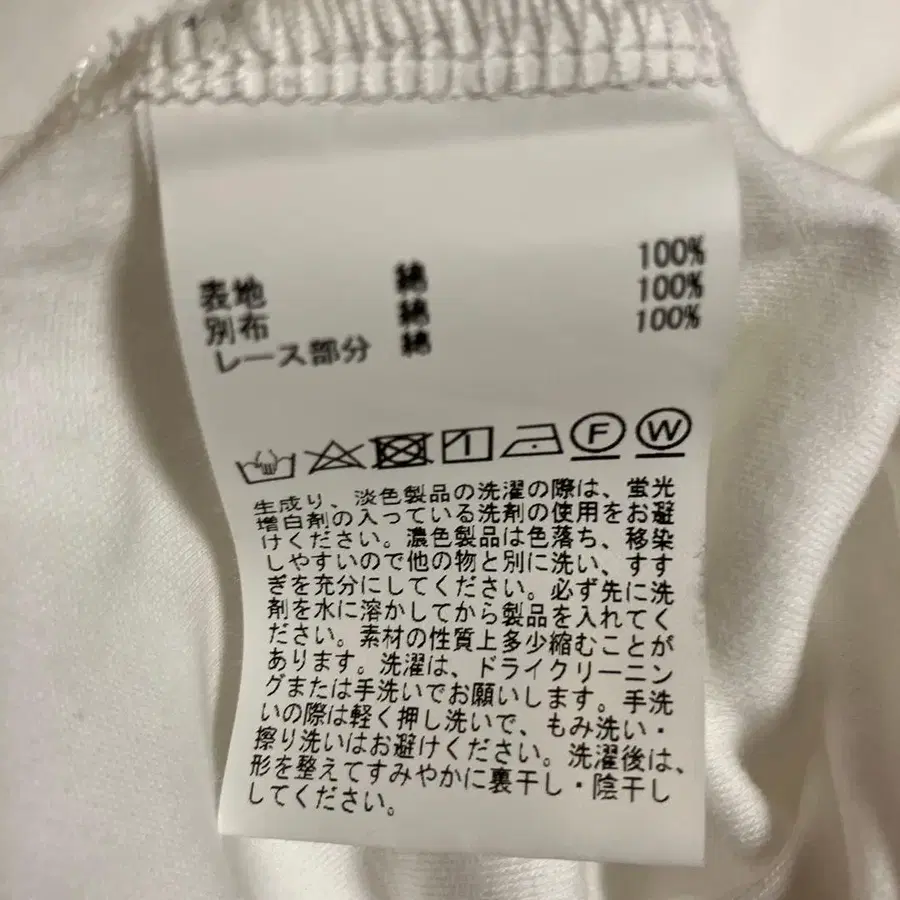 表地 綿 100%
別布 綿 100%
レース部分 綿 100%
F W
生成り、淡色製品の洗濯の際は、蛍光
増白剤の入っている洗剤の使用をお避
けください。濃色製品は色落ち、移染
しやすいので他の物と別に洗い、すす
ぎを充分にしてください。必ず先に洗
剤を水に溶かしてから製品を入れてく
ださい。素材の性質上多少縮むことが
あります。洗濯は、ドライクリーニン
グまたは手洗いでお願いします。手洗
いの際は軽く押し洗いで、もみ洗い・
擦り洗いはお避けください。洗濯後は、
形を整えてすみやかに裏干し・陰干し
してください。